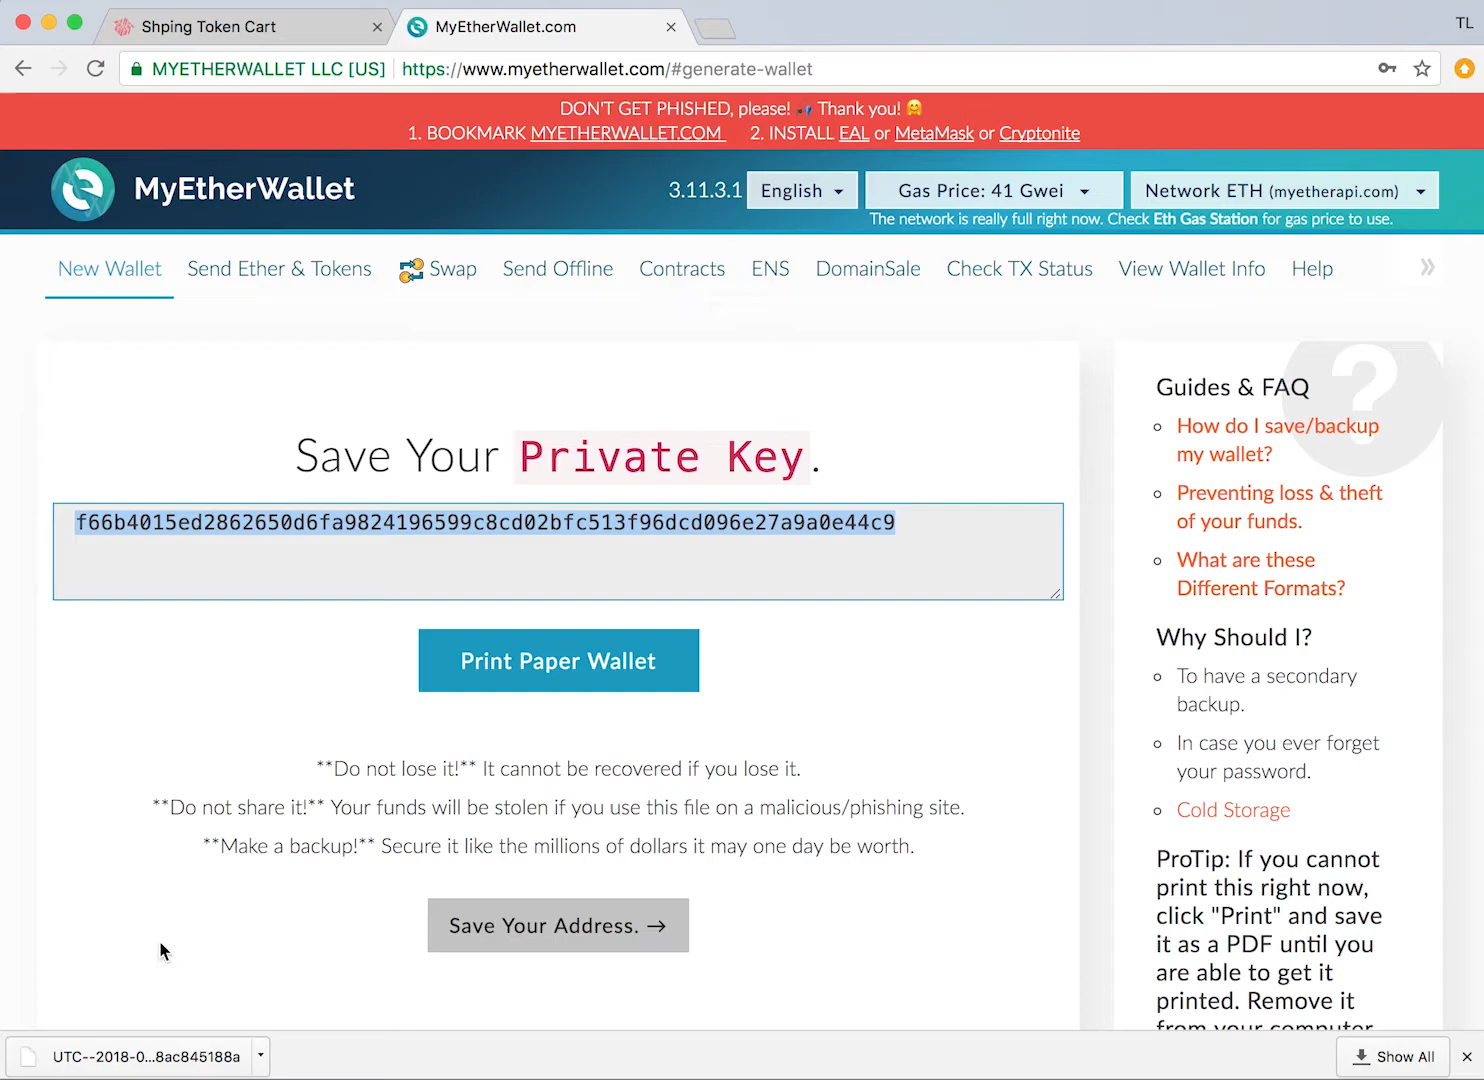 Shping Token Cart
MyEtherWallet.com
TL
MYETHERWALLET LLC [US]
https://www.myetherwallet.com/#generate-wallet
DON'T GET PHISHED, please! Thank you! 🤗
1. BOOKMARK MYETHERWALLET.COM 2. INSTALL EAL or MetaMask or Cryptonite
MyEtherWallet
3.11.3.1
English
Gas Price: 41 Gwei
Network ETH (myetherapi.com)
The network is really full right now. Check Eth Gas Station for gas price to use.
New Wallet
Send Ether & Tokens
Swap
Send Offline
Contracts
ENS
DomainSale
Check TX Status
View Wallet Info
Help
»
Save Your Private Key.
f66b4015ed2862650d6fa9824196599c8cd02bfc513f96dcd096e27a9a0e44c9
Print Paper Wallet
**Do not lose it!** It cannot be recovered if you lose it.
**Do not share it!** Your funds will be stolen if you use this file on a malicious/phishing site.
**Make a backup!** Secure it like the millions of dollars it may one day be worth.
Save Your Address. →
?
Guides & FAQ
How do I save/backup
my wallet?
Preventing loss & theft
of your funds.
What are these
Different Formats?
Why Should I?
To have a secondary
backup.
In case you ever forget
your password.
Cold Storage
ProTip: If you cannot
print this right now,
click "Print" and save
it as a PDF until you
are able to get it
printed. Remove it
from your computer
UTC--2018-0...8ac845188a
Show All